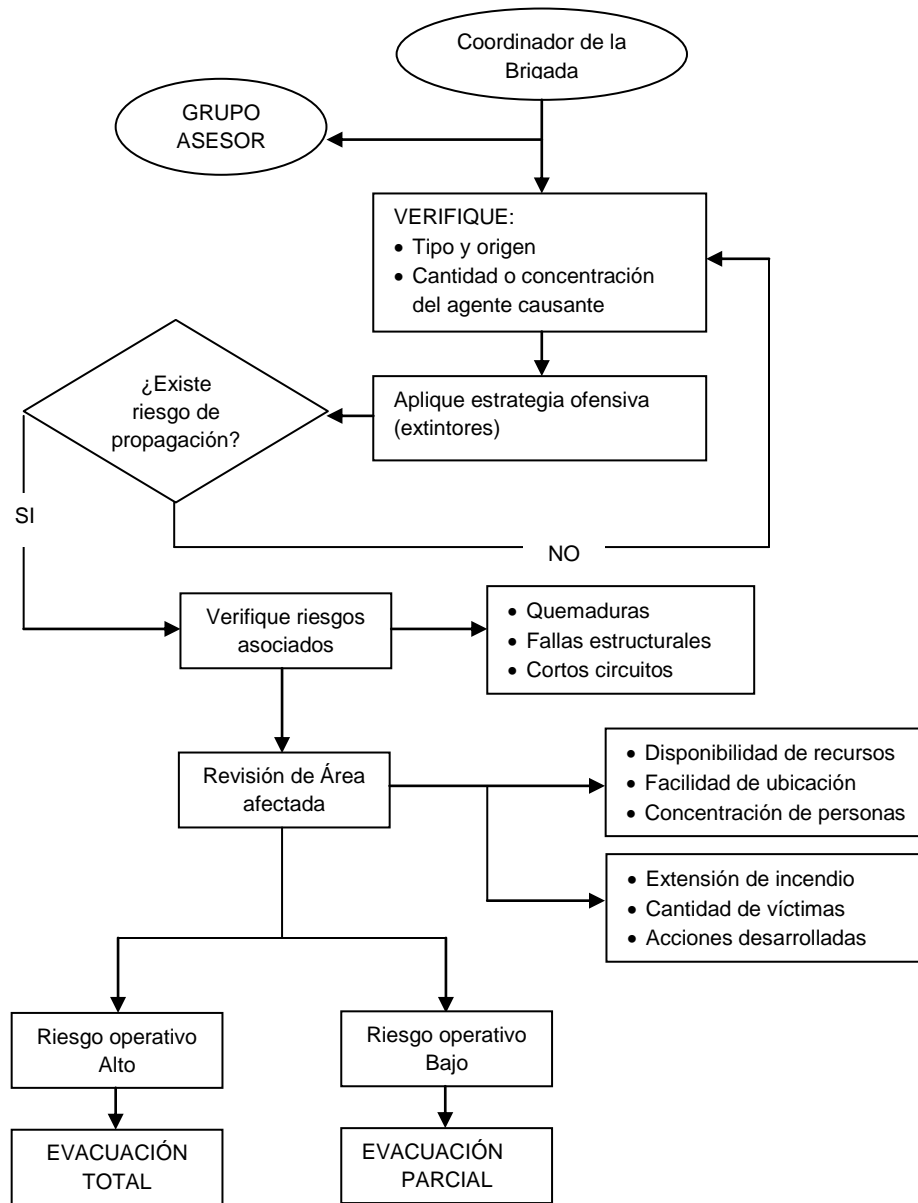 Coordinador de la
Brigada
GRUPO
ASESOR
VERIFIQUE:
• Tipo y origen
• Cantidad o concentración
del agente causante
¿Existe
riesgo de
propagación?
Aplique estrategia ofensiva
(extintores)
SI
NO
Verifique riesgos
asociados
• Quemaduras
• Fallas estructurales
• Cortos circuitos
Revisión de Área
afectada
• Disponibilidad de recursos
• Facilidad de ubicación
• Concentración de personas
• Extensión de incendio
• Cantidad de víctimas
• Acciones desarrolladas
Riesgo operativo
Alto
Riesgo operativo
Bajo
EVACUACIÓN
TOTAL
EVACUACIÓN
PARCIAL